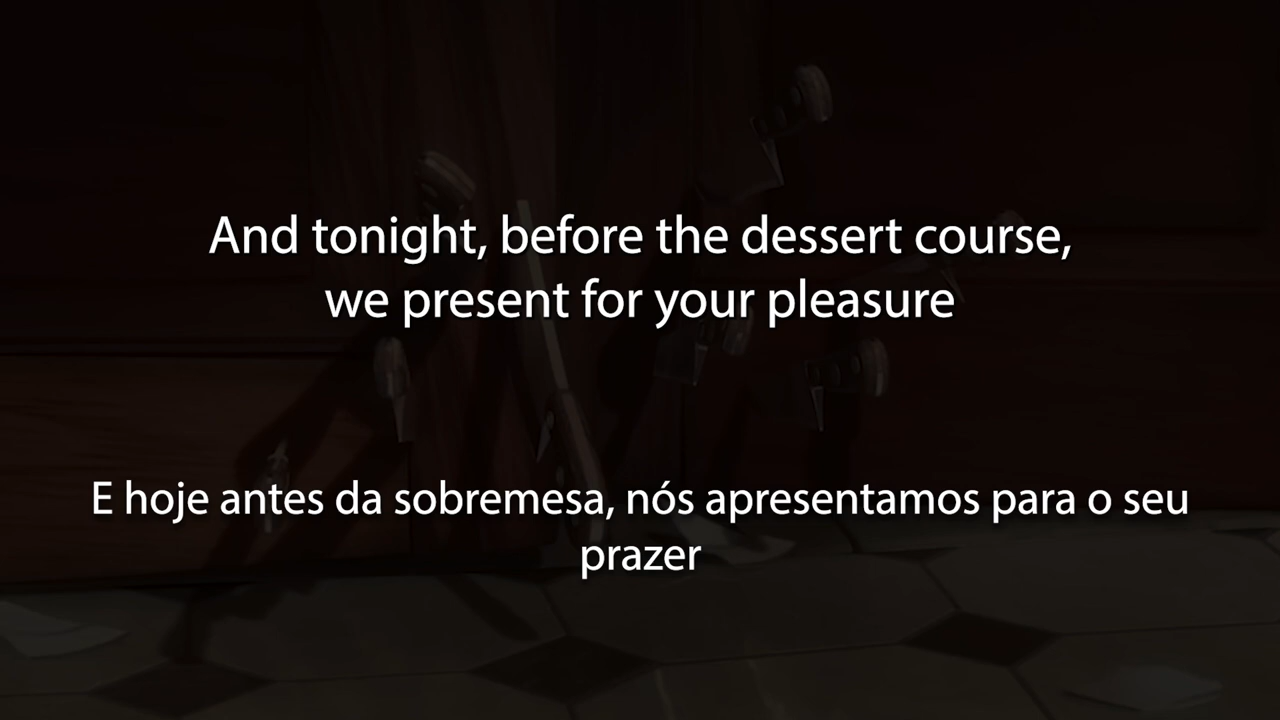 And tonight, before the dessert course,
we present for your pleasure
E hoje antes da sobremesa, nós apresentamos para o seu
prazer